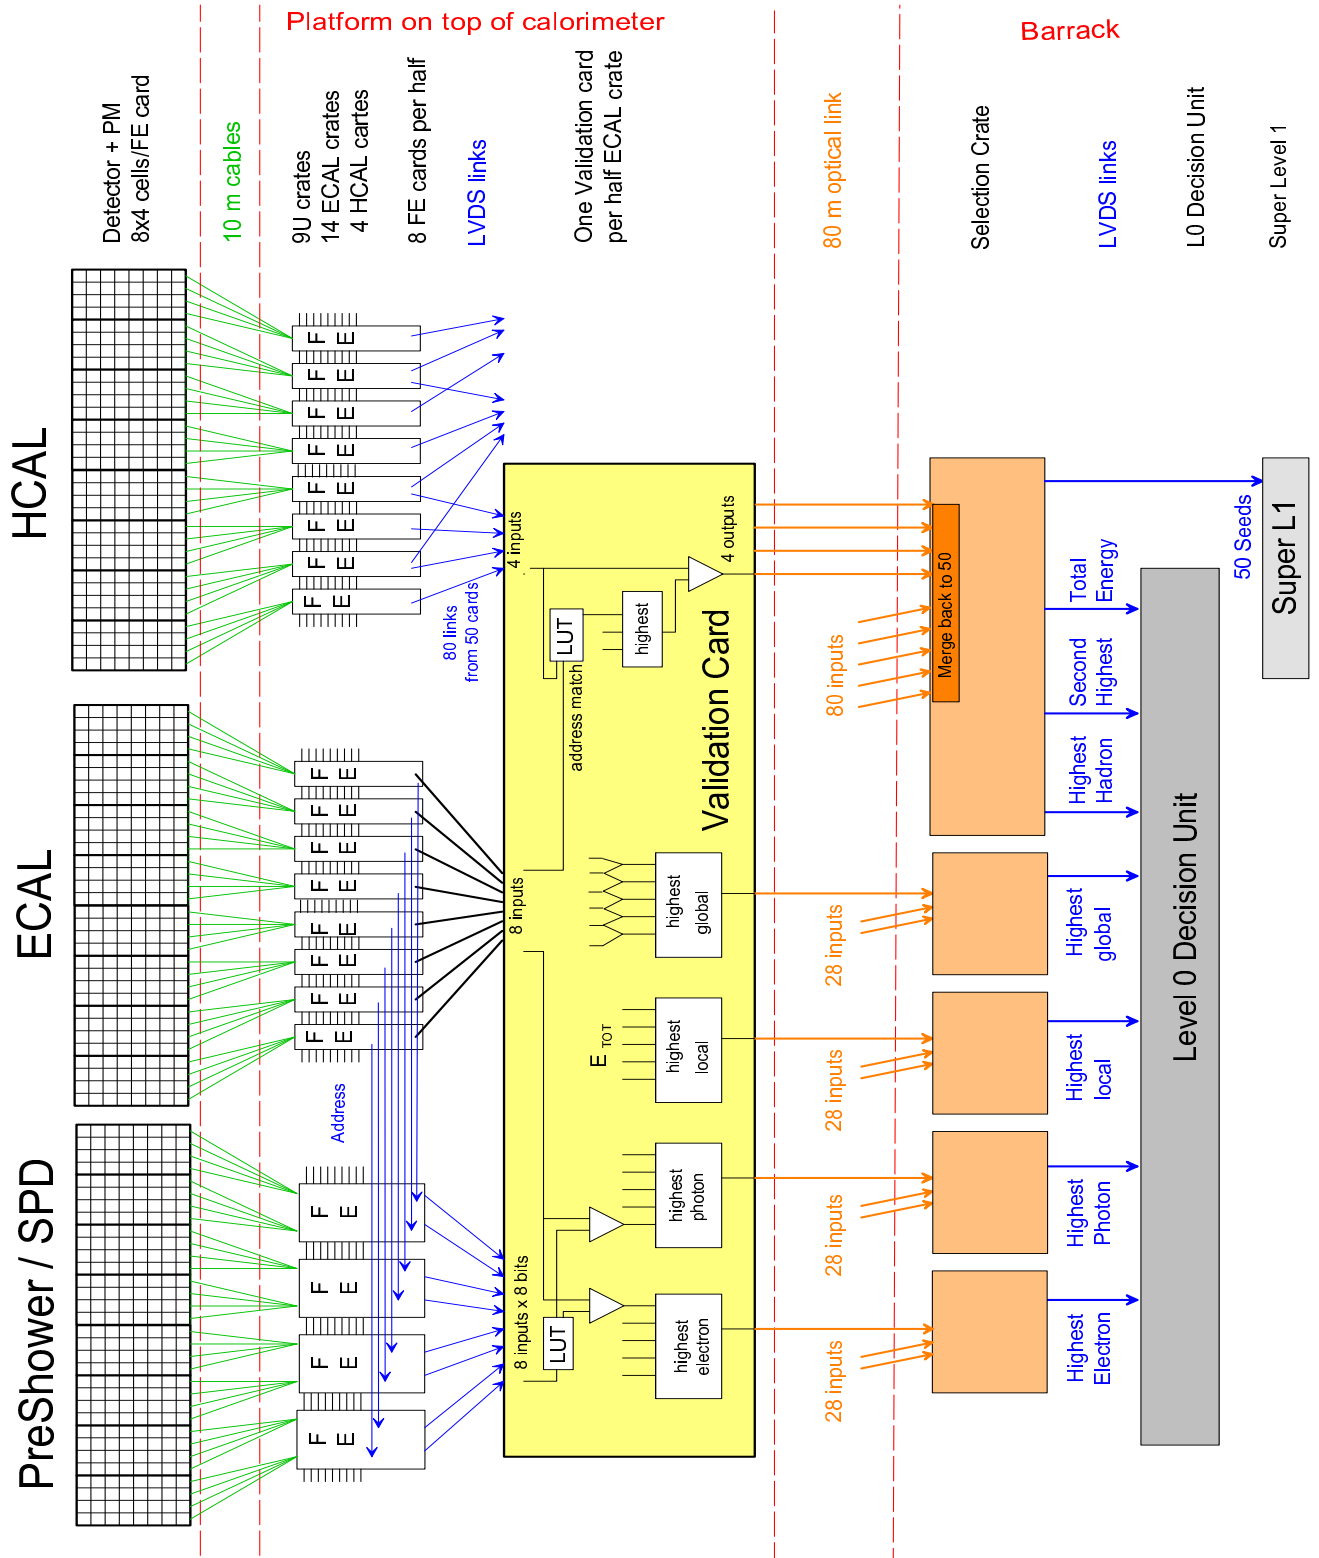 Platform on top of calorimeter
Barrack
Detector + PM
8x4 cells/FE card
10 m cables
9U crates
14 ECAL crates
4 HCAL cartes
8 FE cards per half
LVDS links
One Validation card
per half ECAL crate
80 m optical link
Selection Crate
LVDS links
L0 Decision Unit
Super Level 1
HCAL
F E
F E
F E
F E
F E
F E
F E
F E
80 links
from 50 cards
4 inputs
LUT
address match
highest
4 outputs
80 inputs
Merge back to 50
Total
Energy
Second
Highest
Highest
Hadron
50 Seeds
Super L1
ECAL
F E
F E
F E
F E
F E
F E
F E
F E
Address
8 inputs
Validation Card
highest
global
E TOT
highest
local
28 inputs
28 inputs
Highest
global
Highest
local
Level 0 Decision Unit
PreShower / SPD
F E
F E
F E
F E
8 inputs x 8 bits
LUT
highest
photon
highest
electron
28 inputs
28 inputs
Highest
Photon
Highest
Electron